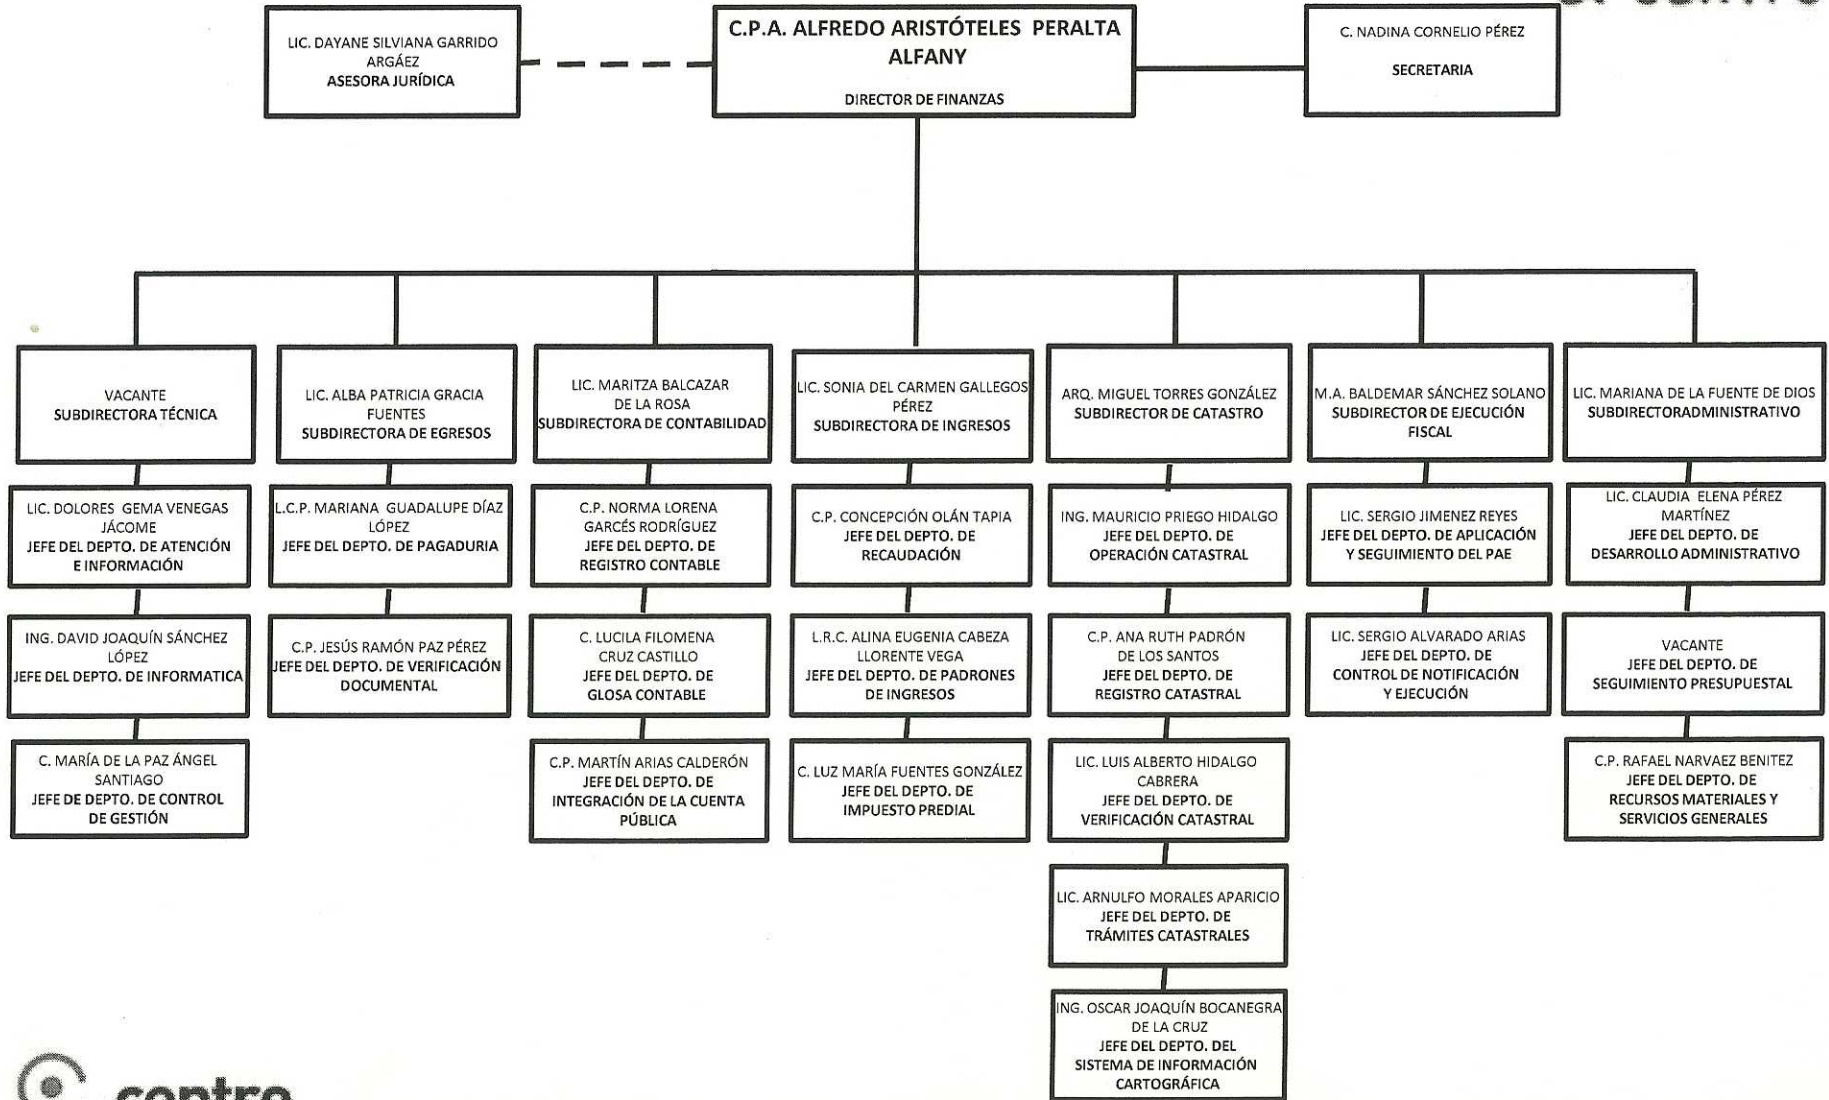 LIC. DAYANE SILVIANA GARRIDO
ARGÁEZ
ASESORA JURÍDICA
C.P.A. ALFREDO ARISTÓTELES PERALTA
ALFANY
DIRECTOR DE FINANZAS
C. NADINA CORNELIO PÉREZ
SECRETARIA
VACANTE
SUBDIRECTORA TÉCNICA
LIC. ALBA PATRICIA GRACIA
FUENTES
SUBDIRECTORA DE EGRESOS
LIC. MARITZA BALCAZAR
DE LA ROSA
SUBDIRECTORA DE CONTABILIDAD
LIC. SONIA DEL CARMEN GALLEGOS
PÉREZ
SUBDIRECTORA DE INGRESOS
ARQ. MIGUEL TORRES GONZÁLEZ
SUBDIRECTOR DE CATASTRO
M.A. BALDEMAR SÁNCHEZ SOLANO
SUBDIRECTOR DE EJECUCIÓN
FISCAL
LIC. MARIANA DE LA FUENTE DE DIOS
SUBDIRECTORADMINISTRATIVO
LIC. DOLORES GEMA VENEGAS
JÁCOME
JEFE DEL DEPTO. DE ATENCIÓN
E INFORMACIÓN
L.C.P. MARIANA GUADALUPE DÍAZ
LÓPEZ
JEFE DEL DEPTO. DE PAGADURIA
C.P. NORMA LORENA
GARCÉS RODRÍGUEZ
JEFE DEL DEPTO. DE
REGISTRO CONTABLE
C.P. CONCEPCIÓN OLÁN TAPIA
JEFE DEL DEPTO. DE
RECAUDACIÓN
ING. MAURICIO PRIEGO HIDALGO
JEFE DEL DEPTO. DE
OPERACIÓN CATASTRAL
LIC. SERGIO JIMENEZ REYES
JEFE DEL DEPTO. DE APLICACIÓN
Y SEGUIMIENTO DEL PAE
LIC. CLAUDIA ELENA PÉREZ
MARTÍNEZ
JEFE DEL DEPTO. DE
DESARROLLO ADMINISTRATIVO
ING. DAVID JOAQUÍN SÁNCHEZ
LÓPEZ
JEFE DEL DEPTO. DE INFORMATICA
C.P. JESÚS RAMÓN PAZ PÉREZ
JEFE DEL DEPTO. DE VERIFICACIÓN
DOCUMENTAL
C. LUCILA FILOMENA
CRUZ CASTILLO
JEFE DEL DEPTO. DE
GLOSA CONTABLE
L.R.C. ALINA EUGENIA CABEZA
LLORENTE VEGA
JEFE DEL DEPTO. DE PADRONES
DE INGRESOS
C.P. ANA RUTH PADRÓN
DE LOS SANTOS
JEFE DEL DEPTO. DE
REGISTRO CATASTRAL
LIC. SERGIO ALVARADO ARIAS
JEFE DEL DEPTO. DE
CONTROL DE NOTIFICACIÓN
Y EJECUCIÓN
VACANTE
JEFE DEL DEPTO. DE
SEGUIMIENTO PRESUPUESTAL
C. MARÍA DE LA PAZ ÁNGEL
SANTIAGO
JEFE DE DEPTO. DE CONTROL
DE GESTIÓN
C.P. MARTÍN ARIAS CALDERÓN
JEFE DEL DEPTO. DE
INTEGRACIÓN DE LA CUENTA
PÚBLICA
C. LUZ MARÍA FUENTES GONZÁLEZ
JEFE DEL DEPTO. DE
IMPUESTO PREDIAL
LIC. LUIS ALBERTO HIDALGO
CABRERA
JEFE DEL DEPTO. DE
VERIFICACIÓN CATASTRAL
C.P. RAFAEL NARVAEZ BENITEZ
JEFE DEL DEPTO. DE
RECURSOS MATERIALES Y
SERVICIOS GENERALES
LIC. ARNULFO MORALES APARICIO
JEFE DEL DEPTO. DE
TRÁMITES CATASTRALES
ING. OSCAR JOAQUÍN BOCANEGRA
DE LA CRUZ
JEFE DEL DEPTO. DEL
SISTEMA DE INFORMACIÓN
CARTOGRÁFICA
centro